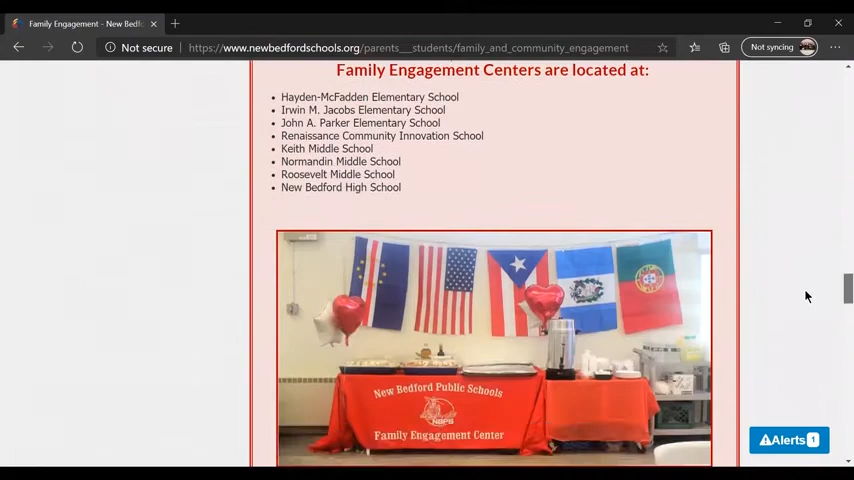 Family Engagement - New Bedfo
Not secure
https://www.newbedfordschools.org/parents___students/family_and_community_engagement
Not syncing
Family Engagement Centers are located at:
Hayden-McFadden Elementary School
Irwin M. Jacobs Elementary School
John A. Parker Elementary School
Renaissance Community Innovation School
Keith Middle School
Normandin Middle School
Roosevelt Middle School
New Bedford High School
New Bedford Public Schools
NBPS
Family Engagement Center
Alerts 1